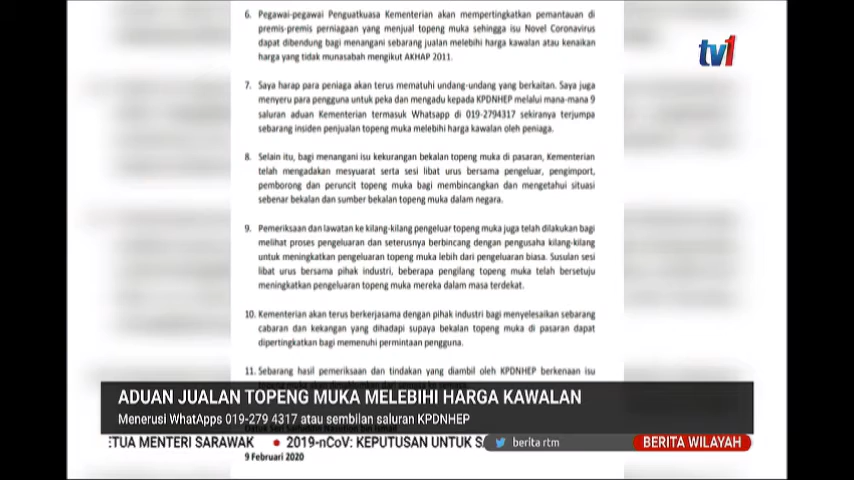 6. Pegawai-pegawai Penguatkuasa Kementerian akan mempertingkatkan pemantauan di
premis-premis perniagaan yang menjual topeng muka sehingga isu Novel Coronavirus
dapat dibendung bagi menangani sebarang jualan melebihi harga kawalan atau kenaikan
harga yang tidak munasabah mengikut AKHAP 2011.
tv1
7. Saya harap para peniaga akan terus mematuhi undang-undang yang berkaitan. Saya juga
menyeru para pengguna untuk peka dan mengadu kepada KPDNHEP melalui mana-mana 9
saluran aduan Kementerian termasuk Whatsapp di 019-2794317 sekiranya terjumpa
sebarang insiden penjualan topeng muka melebihi harga kawalan oleh peniaga.
8. Selain itu, bagi menangani isu kekurangan bekalan topeng muka di pasaran, Kementerian
telah mengadakan mesyuarat serta sesi libat urus bersama pengeluar, pengimport,
pemborong dan peruncit topeng muka bagi membincangkan dan mengetahui situasi
sebenar bekalan dan sumber bekalan topeng muka dalam negara.
9. Pemeriksaan dan lawatan ke kilang-kilang pengeluar topeng muka juga telah dilakukan bagi
melihat proses pengeluaran dan seterusnya berbincang dengan pengusaha kilang-kilang
untuk meningkatkan pengeluaran topeng muka lebih dari pengeluaran biasa. Susulan sesi
libat urus bersama pihak industri, beberapa pengilang topeng muka telah bersetuju
meningkatkan pengeluaran topeng muka mereka dalam masa terdekat.
10. Kementerian akan terus berkerjasama dengan pihak industri bagi menyelesaikan sebarang
cabaran dan kekangan yang dihadapi supaya bekalan topeng muka di pasaran dapat
dipertingkatkan bagi memenuhi permintaan pengguna.
11. Sebarang hasil pemeriksaan dan tindakan yang diambil oleh KPDNHEP berkenaan isu
ADUAN JUALAN TOPENG MUKA MELEBIHI HARGA KAWALAN
Menerusi WhatApps 019-279 4317 atau sembilan saluran KPDNHEP
ETUA MENTERI SARAWAK • 2019-nCoV: KEPUTUSAN UNTUK SA
berita rtm
BERITA WILAYAH
9 Februari 2020